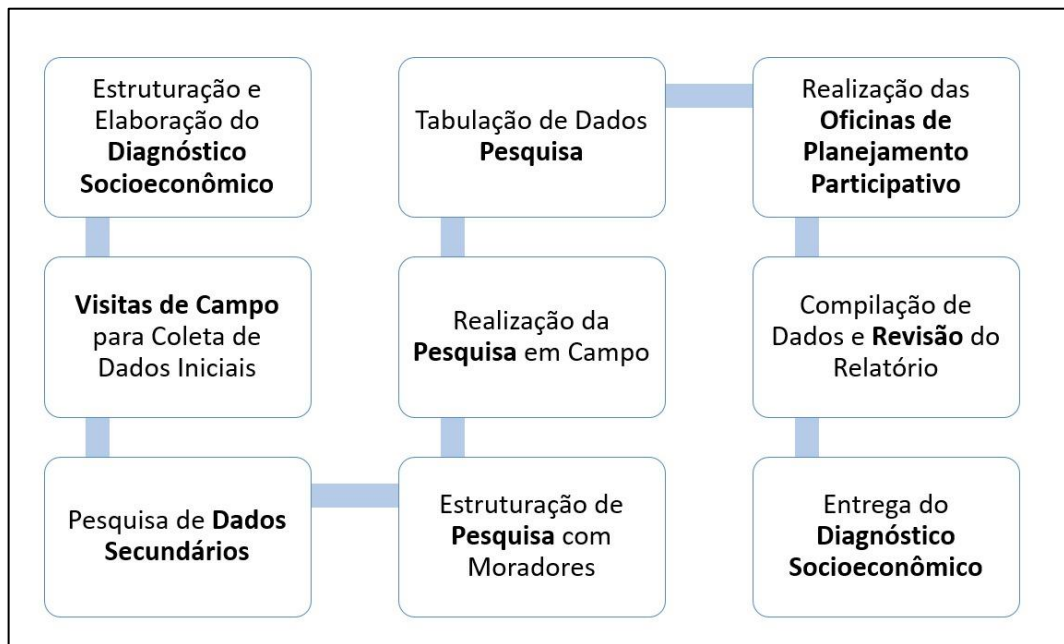 Estruturação e
Elaboração do
Diagnóstico
Socioeconômico
Visitas de Campo
para Coleta de
Dados Iniciais
Pesquisa de Dados
Secundários
Estruturação de
Pesquisa com
Moradores
Realização da
Pesquisa em Campo
Tabulação de Dados
Pesquisa
Realização das
Oficinas de
Planejamento
Participativo
Compilação de
Dados e Revisão do
Relatório
Entrega do
Diagnóstico
Socioeconômico